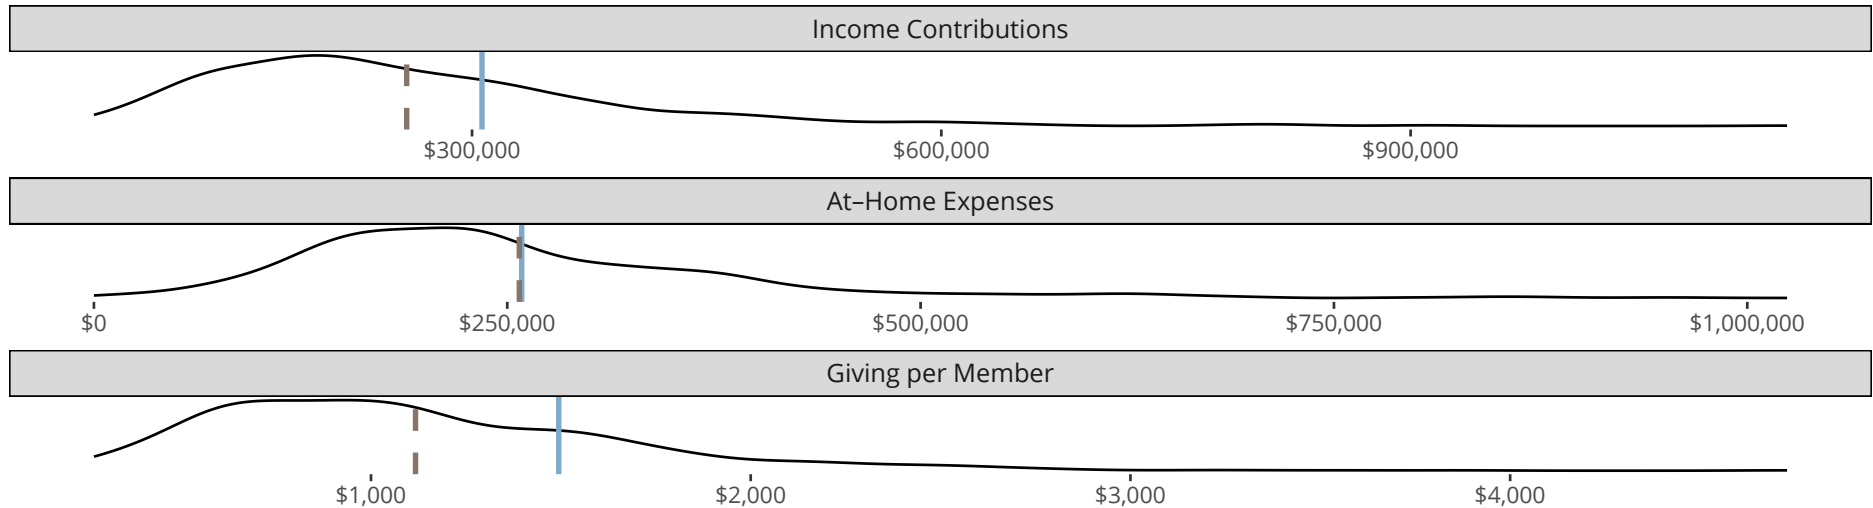 Income Contributions
$300,000 $600,000 $900,000
At–Home Expenses
$0 $250,000 $500,000 $750,000 $1,000,000
Giving per Member
$1,000 $2,000 $3,000 $4,000